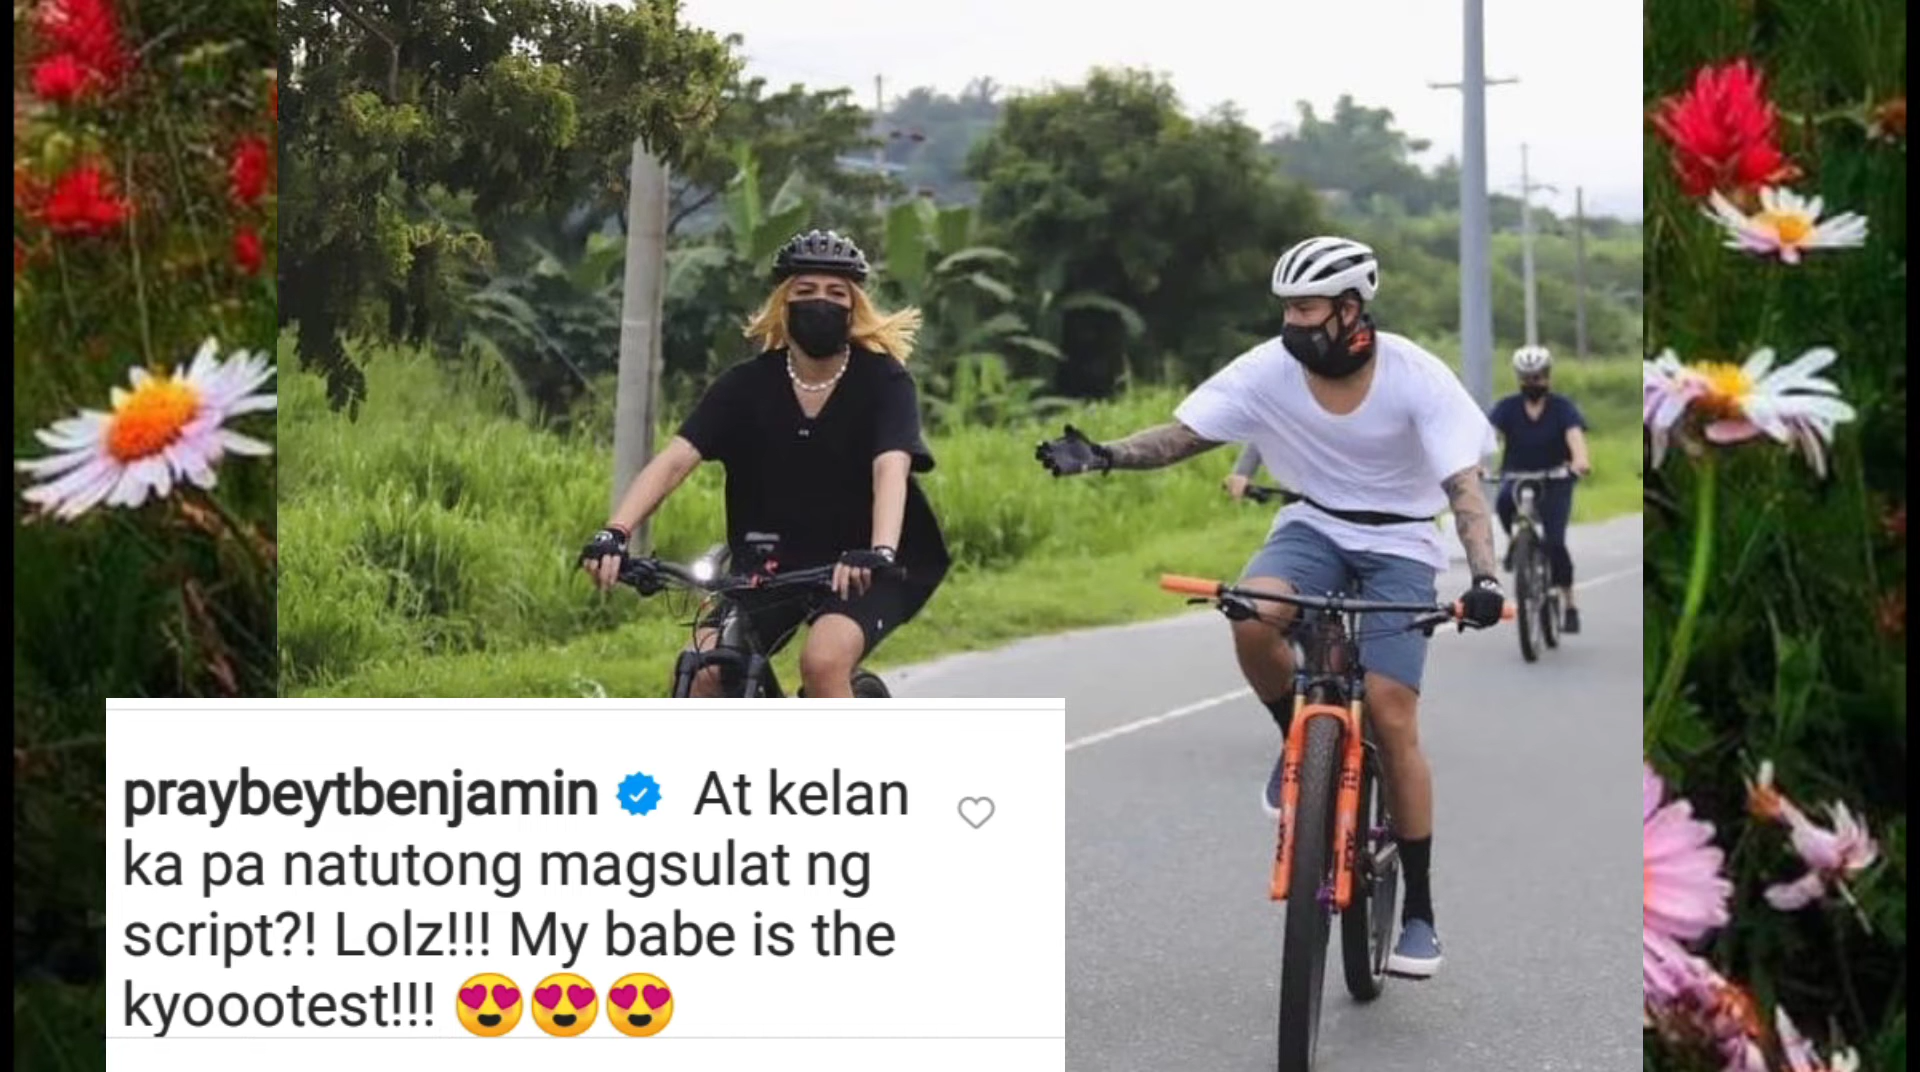 praybeytbenjamin At kelan
ka pa natutong magsulat ng
script?! Lolz!!! My babe is the
kyoootest!!! 😍😍😍